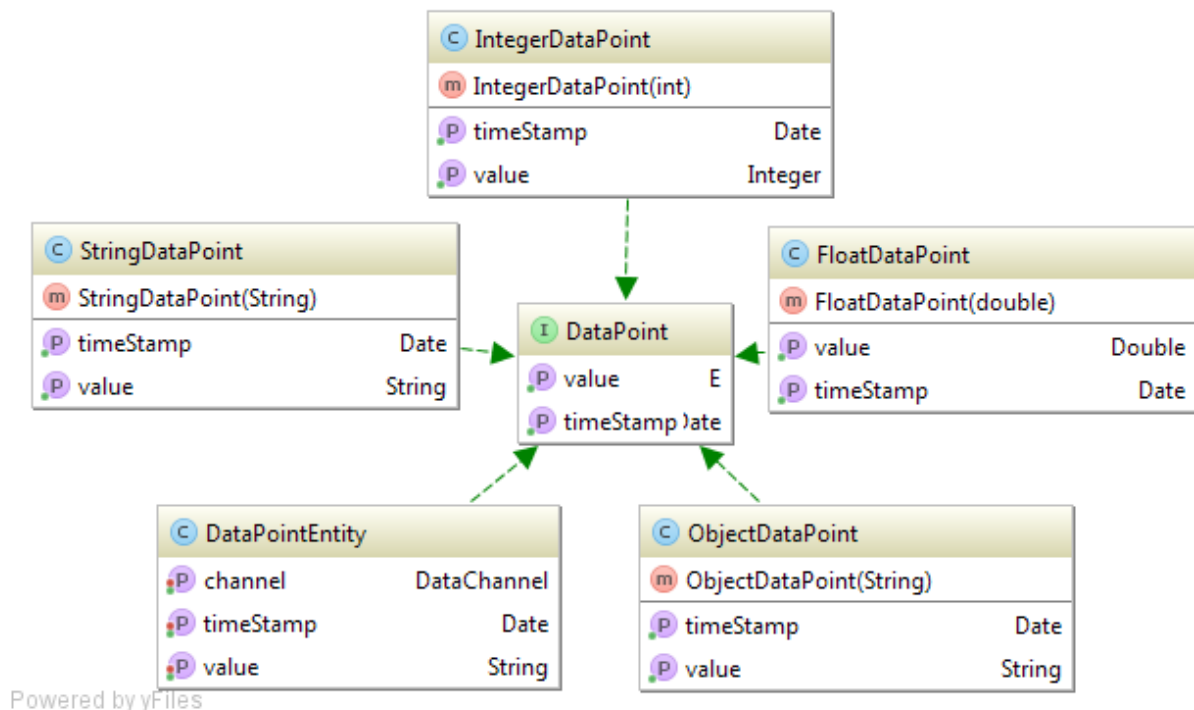 C IntegerDataPoint
m IntegerDataPoint(int)
P timeStamp Date
P value Integer
C StringDataPoint
m StringDataPoint(String)
P timeStamp Date
P value String
C FloatDataPoint
m FloatDataPoint(double)
P value Double
P timeStamp Date
I DataPoint
P value E
P timeStamp Date
C DataPointEntity
P channel DataChannel
P timeStamp Date
P value String
C ObjectDataPoint
m ObjectDataPoint(String)
P timeStamp Date
P value String
Powered by yFiles